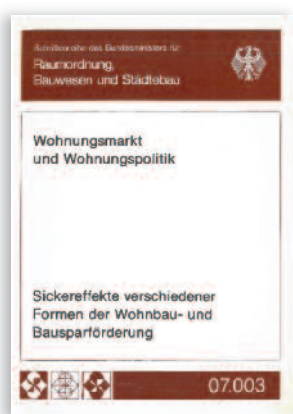 Schriftenreihe des Bundesministers für
Raumordnung,
Bauwesen und Städtebau
Wohnungsmarkt
und Wohnungspolitik
Sickereffekte verschiedener
Formen der Wohnbau- und
Bausparförderung
07.003